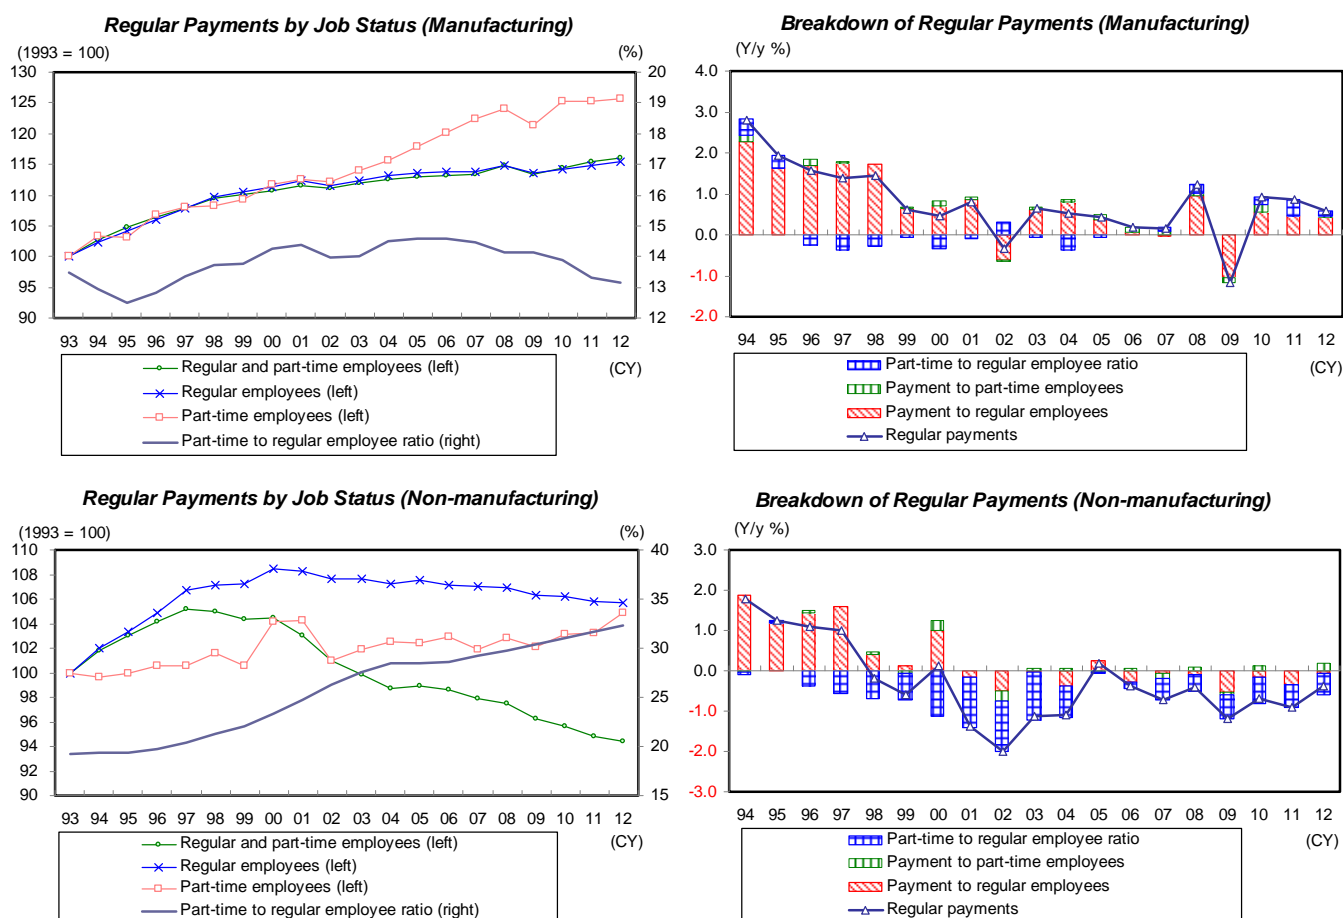 Regular Payments by Job Status (Manufacturing)
(1993 = 100)
(%)
130
125
120
115
110
105
100
95
90
20
19
18
17
16
15
14
13
12
93 94 95 96 97 98 99 00 01 02 03 04 05 06 07 08 09 10 11 12
(CY)
Regular and part-time employees (left)
Regular employees (left)
Part-time employees (left)
Part-time to regular employee ratio (right)
Breakdown of Regular Payments (Manufacturing)
(Y/y %)
4.0
3.0
2.0
1.0
0.0
-1.0
-2.0
94 95 96 97 98 99 00 01 02 03 04 05 06 07 08 09 10 11 12
(CY)
Part-time to regular employee ratio
Payment to part-time employees
Payment to regular employees
Regular payments
Regular Payments by Job Status (Non-manufacturing)
(1993 = 100)
(%)
110
108
106
104
102
100
98
96
94
92
90
40
35
30
25
20
15
93 94 95 96 97 98 99 00 01 02 03 04 05 06 07 08 09 10 11 12
(CY)
Regular and part-time employees (left)
Regular employees (left)
Part-time employees (left)
Part-time to regular employee ratio (right)
Breakdown of Regular Payments (Non-manufacturing)
(Y/y %)
3.0
2.0
1.0
0.0
-1.0
-2.0
-3.0
94 95 96 97 98 99 00 01 02 03 04 05 06 07 08 09 10 11 12
(CY)
Part-time to regular employee ratio
Payment to part-time employees
Payment to regular employees
Regular payments